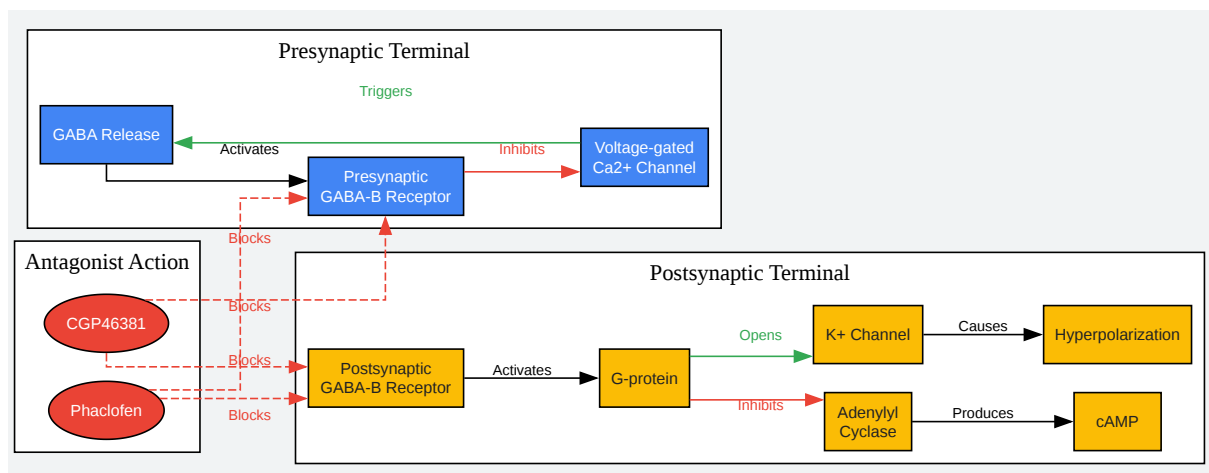 Presynaptic Terminal
Triggers
GABA Release
Activates
Inhibits
Voltage-gated
Ca2+ Channel
Presynaptic
GABA-B Receptor
Blocks
Antagonist Action
Postsynaptic Terminal
Blocks
CGP46381
Opens
K+ Channel
Causes
Hyperpolarization
Blocks
Postsynaptic
GABA-B Receptor
Activates
G-protein
Phaclofen
Blocks
Inhibits
Adenylyl
Cyclase
Produces
cAMP